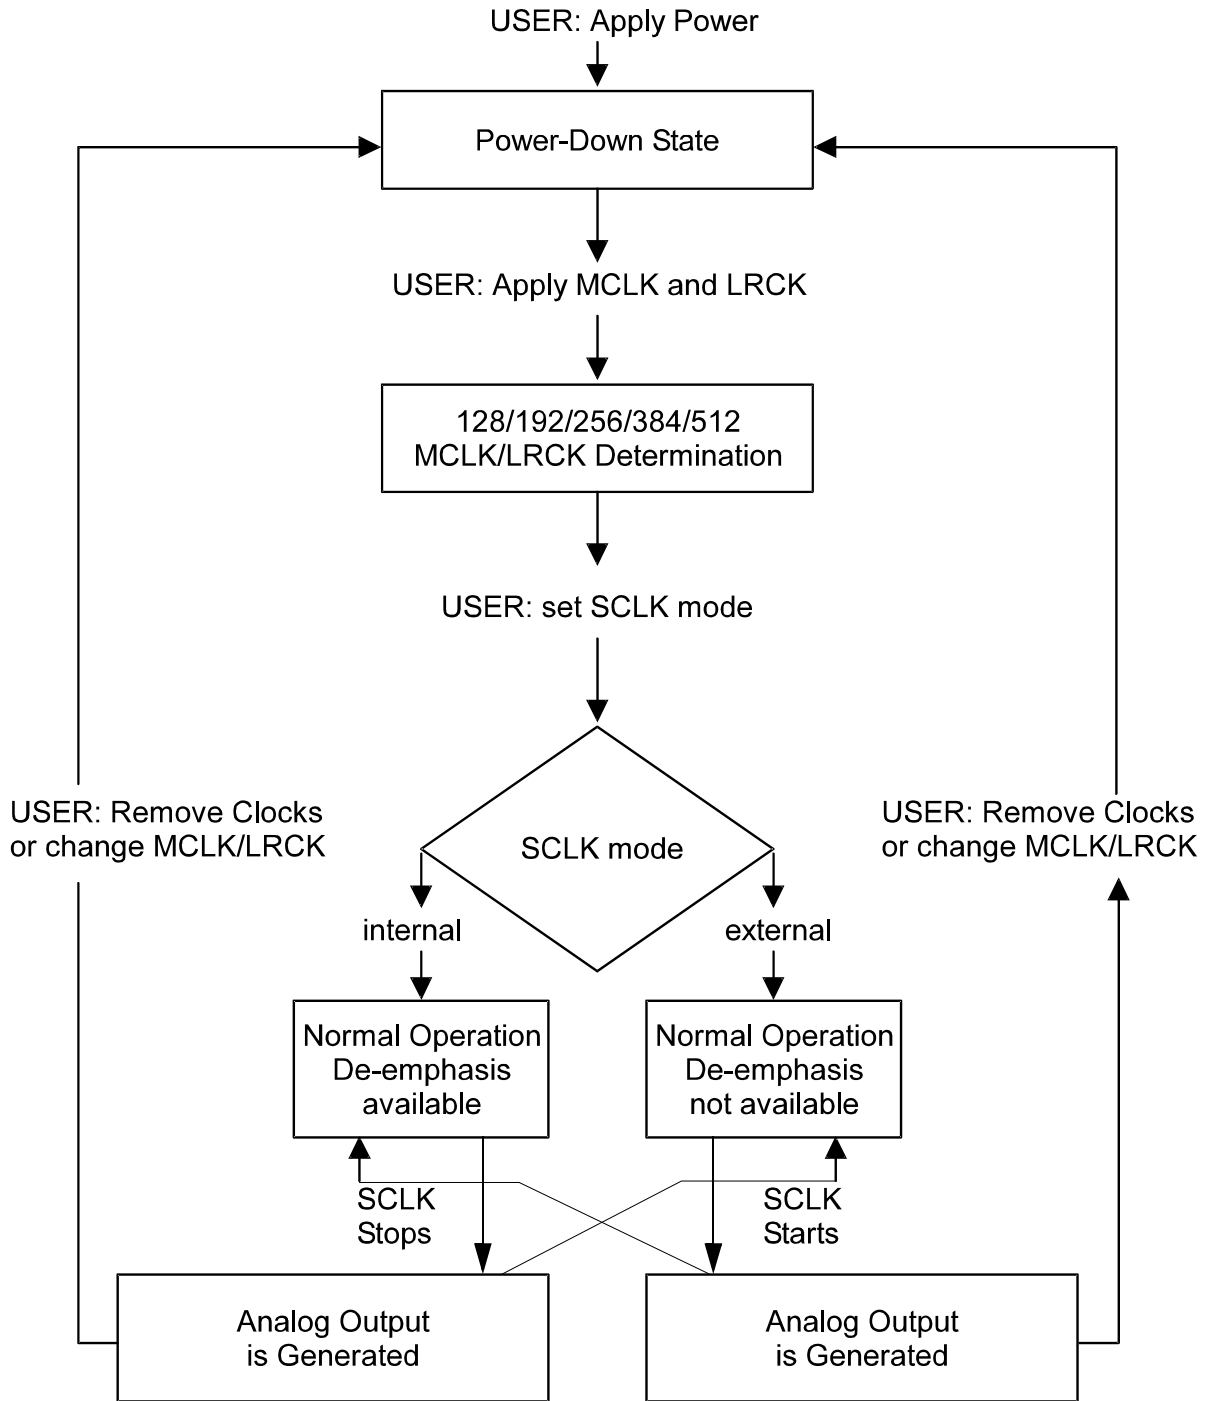 USER: Apply Power
Power-Down State
USER: Apply MCLK and LRCK
128/192/256/384/512
MCLK/LRCK Determination
USER: set SCLK mode
USER: Remove Clocks
or change MCLK/LRCK
SCLK mode
USER: Remove Clocks
or change MCLK/LRCK
internal
external
Normal Operation
De-emphasis
available
Normal Operation
De-emphasis
not available
SCLK
Stops
SCLK
Starts
Analog Output
is Generated
Analog Output
is Generated